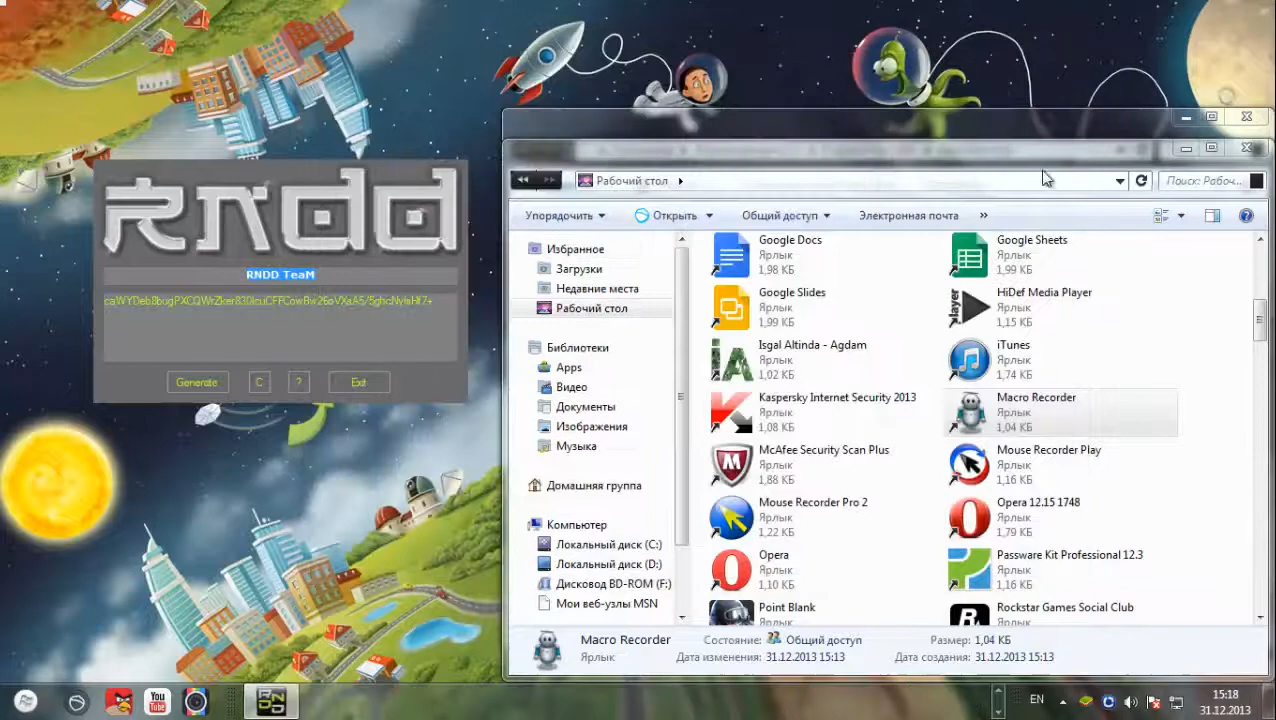 rndd
RNDD TeaM
Generate
C
?
Exit
Рабочий стол
Поиск: Рабоч...
Упорядочить
Открыть
Общий доступ
Электронная почта
»
Избранное
Загрузки
Недавние места
Рабочий стол
Библиотеки
Apps
Видео
Документы
Изображения
Музыка
Домашняя группа
Компьютер
Локальный диск (C:)
Локальный диск (D:)
Дисковод BD-ROM (F:)
Мои веб-узлы MSN
Google Docs
Ярлык
1,98 КБ
Google Sheets
Ярлык
1,99 КБ
Google Slides
Ярлык
1,99 КБ
layer
HiDef Media Player
Ярлык
1,15 КБ
iA
Isgal Altinda - Agdam
Ярлык
1,02 КБ
iTunes
Ярлык
1,74 КБ
Kaspersky Internet Security 2013
Ярлык
1,08 КБ
Macro Recorder
Ярлык
1,04 КБ
McAfee Security Scan Plus
Ярлык
1,88 КБ
Mouse Recorder Play
Ярлык
1,16 КБ
Mouse Recorder Pro 2
Ярлык
1,22 КБ
Opera 12.15 1748
Ярлык
1,79 КБ
Opera
Ярлык
1,10 КБ
Passware Kit Professional 12.3
Ярлык
1,16 КБ
Point Blank
Ярлык
Rockstar Games Social Club
Ярлык
Macro Recorder
Ярлык
Состояние: Общий доступ
Дата изменения: 31.12.2013 15:13
Размер: 1,04 КБ
Дата создания: 31.12.2013 15:13
You
Tube
RNDD
EN
15:18
31.12.2013